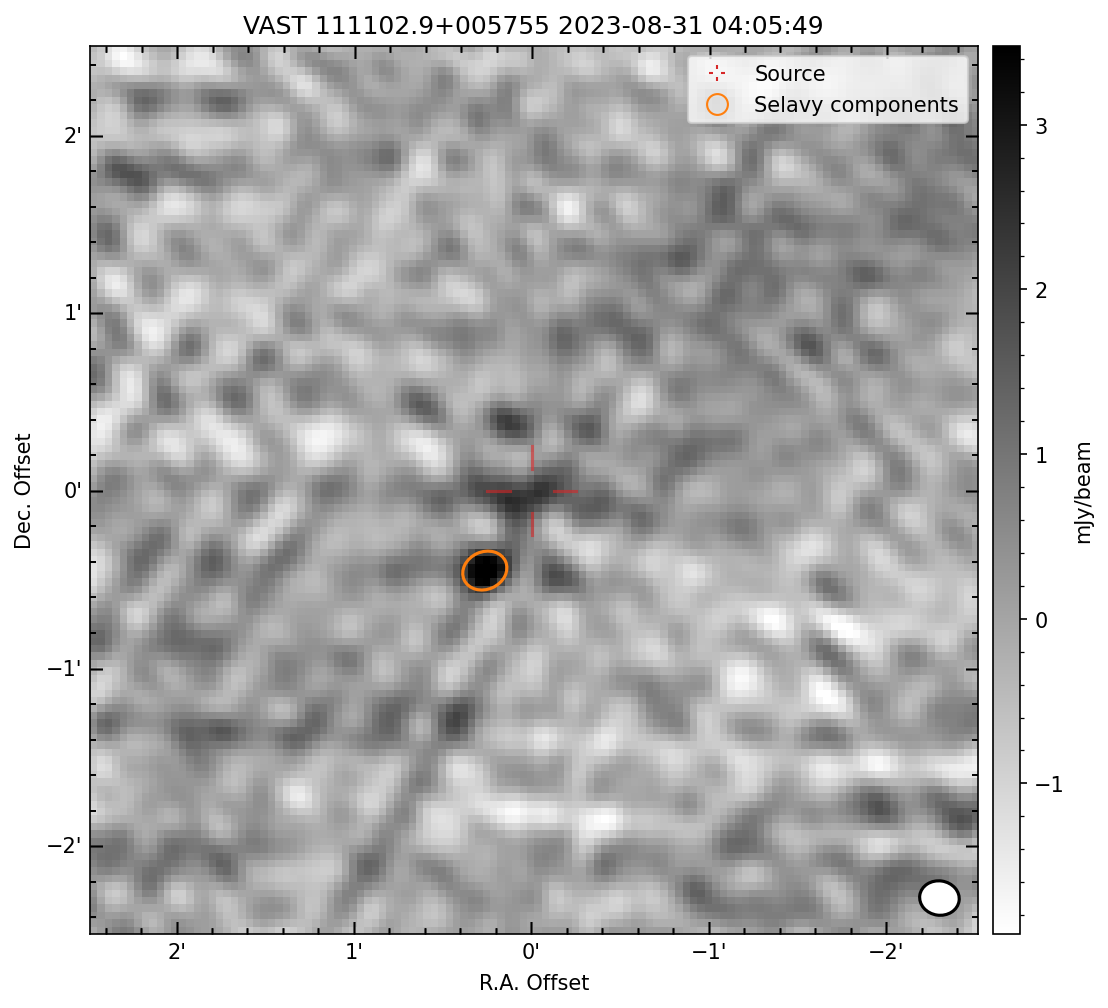 VAST 111102.9+005755 2023-08-31 04:05:49
Source
Selavy components
2'
1'
0'
−1'
−2'
Dec. Offset
2'
1'
0'
−1'
−2'
R.A. Offset
3
2
1
0
−1
mJy/beam